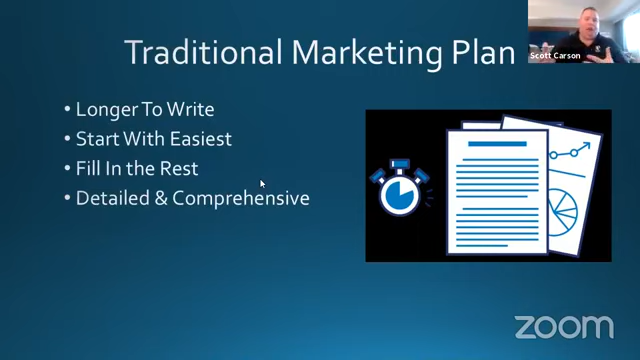 Traditional Marketing Plan
Scott Carson
• Longer To Write
• Start With Easiest
• Fill In the Rest
• Detailed & Comprehensive
zoom